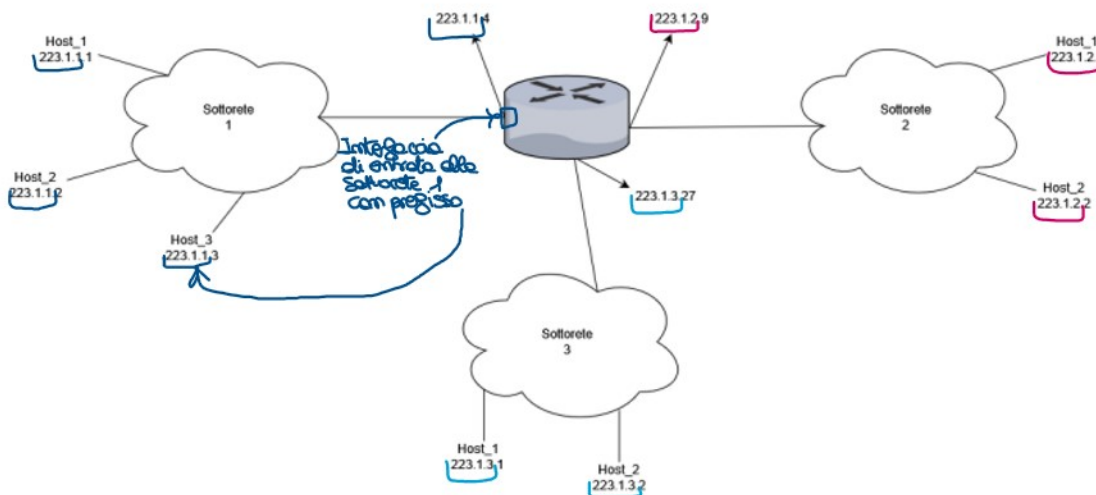 223.1.1.4
223.1.2.9
Host_1
223.1.1.1
Host_1
223.1.2.
Sottorete
1
Sottorete
2
Interfaccia
di entrata alla
sottorete 1
con prefisso
Host_2
223.1.1.2
223.1.3.27
Host_2
223.1.2.2
Host_3
223.1.1.3
Sottorete
3
Host_1
223.1.3.1
Host_2
223.1.3.2